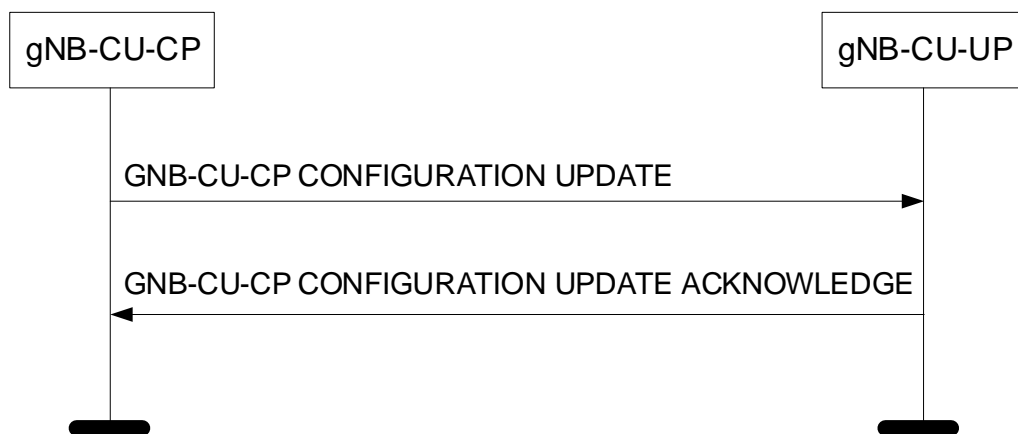 gNB-CU-CP
gNB-CU-UP
GNB-CU-CP CONFIGURATION UPDATE
GNB-CU-CP CONFIGURATION UPDATE ACKNOWLEDGE